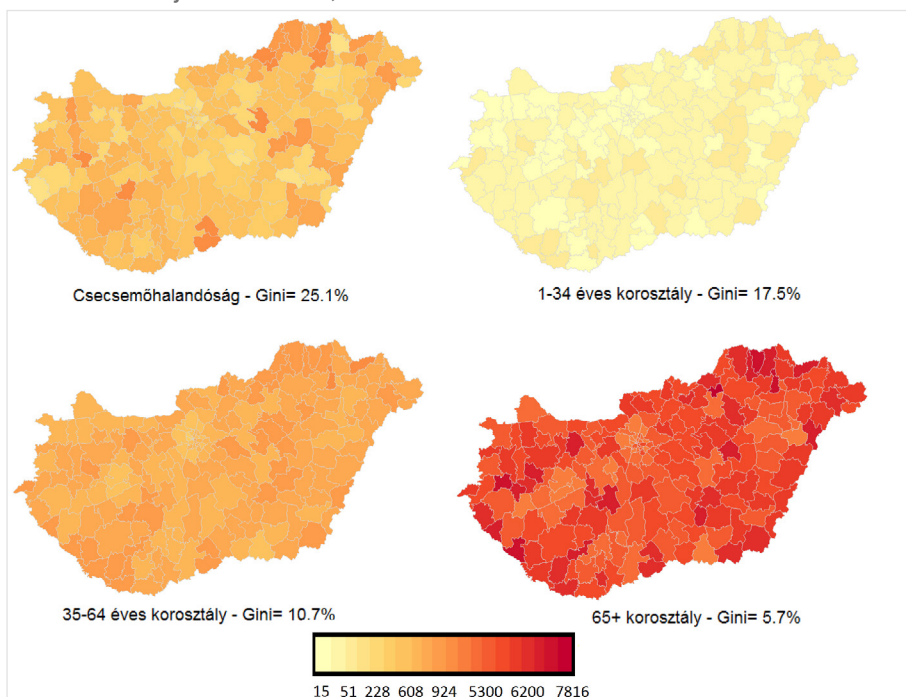 Csecsemőhalandóság - Gini= 25.1%
1-34 éves korosztály - Gini= 17.5%
35-64 éves korosztály - Gini= 10.7%
65+ korosztály - Gini= 5.7%
15 51 228 608 924 5300 6200 7816